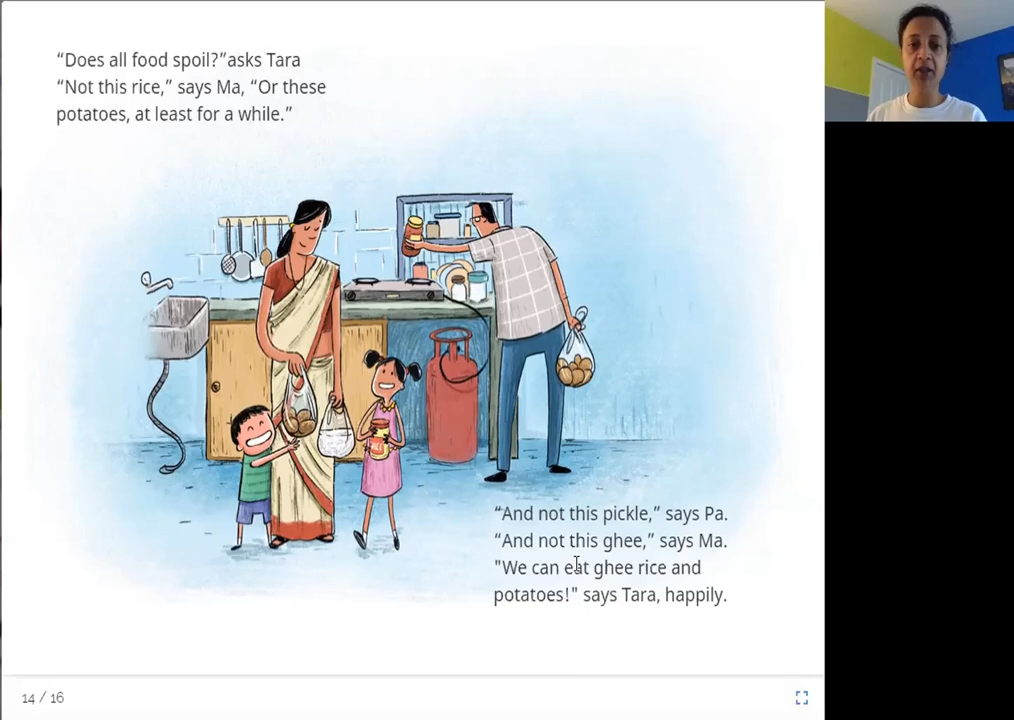 “Does all food spoil?”asks Tara
“Not this rice,” says Ma, “Or these
potatoes, at least for a while.”
“And not this pickle,” says Pa.
“And not this ghee,” says Ma.
"We can eat ghee rice and
potatoes!" says Tara, happily.
14 / 16